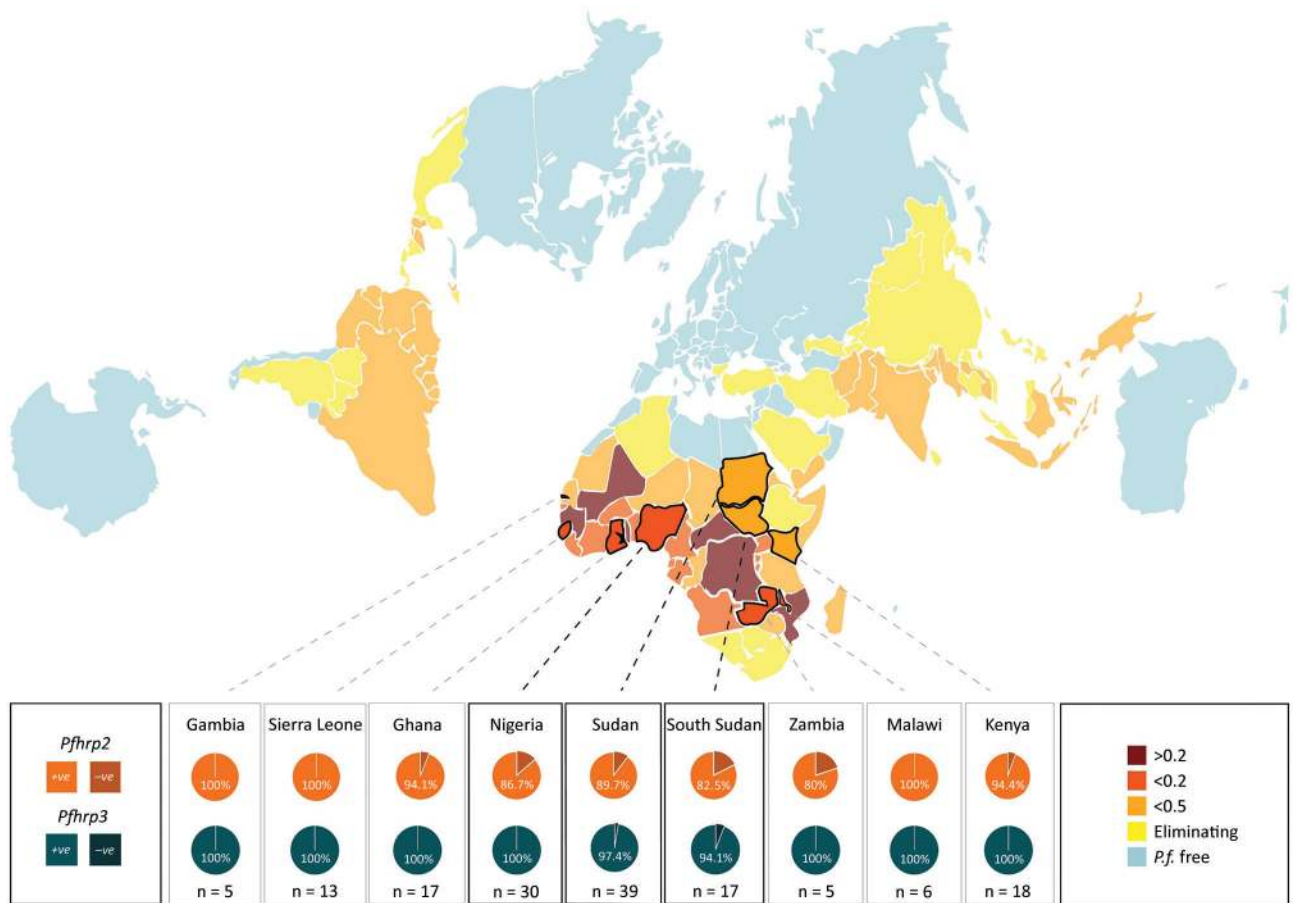 Pfhrp2
+ve −ve
Pfhrp3
+ve −ve
Gambia
100%
100%
n = 5
Sierra Leone
100%
100%
n = 13
Ghana
94.1%
100%
n = 17
Nigeria
86.7%
100%
n = 30
Sudan
89.7%
97.4%
n = 39
South Sudan
82.5%
94.1%
n = 17
Zambia
80%
100%
n = 5
Malawi
100%
100%
n = 6
Kenya
94.4%
100%
n = 18
>0.2
<0.2
<0.5
Eliminating
P.f. free